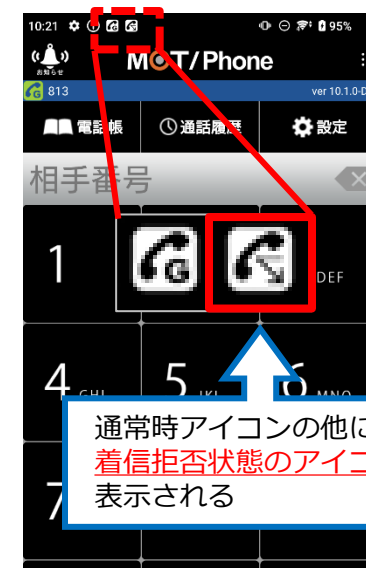 10:21 95%
お知らせ MOT/Phone
813 ver 10.1.0-D
電話帳 通話履歴 設定
相手番号
1 DEF
4 GHI 5 JKL 6 MNO
7
通常時アイコンの他に
着信拒否状態のアイコ
表示される